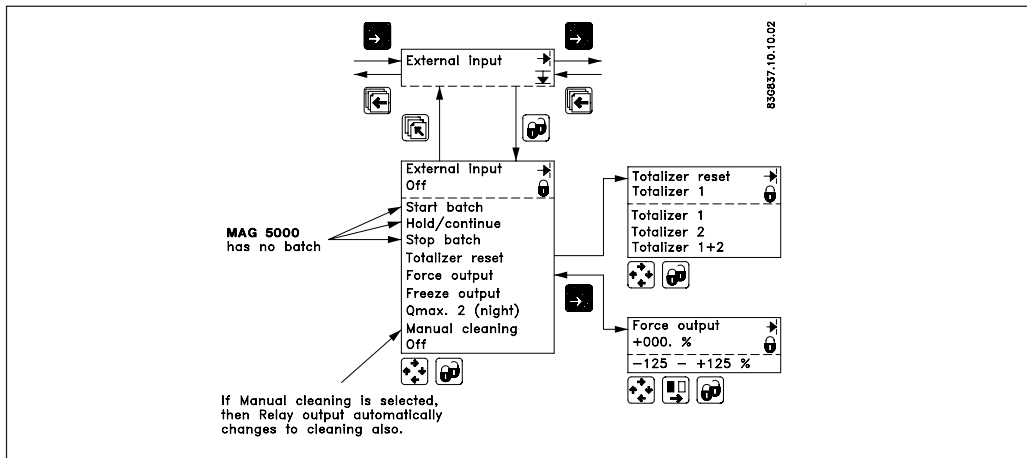 External input
83G837.10.10.02
External input
Off
Start batch
Hold/continue
Stop batch
Totalizer reset
Force output
Freeze output
Qmax. 2 (night)
Manual cleaning
Off
MAG 5000
has no batch
Totalizer reset
Totalizer 1
Totalizer 1
Totalizer 2
Totalizer 1+2
Force output
+000. %
−125 − +125 %
If Manual cleaning is selected,
then Relay output automatically
changes to cleaning also.